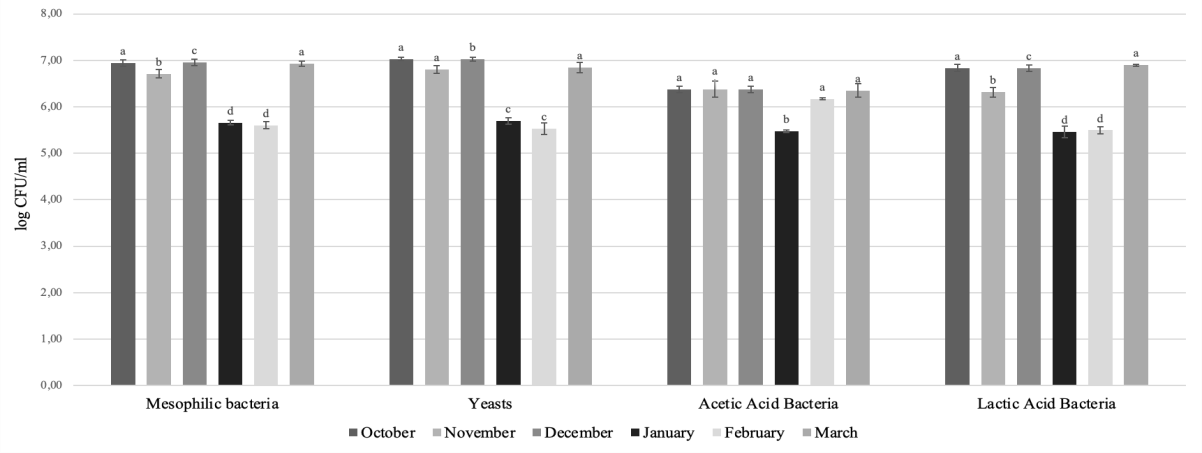 8,00
7,00
6,00
5,00
4,00
3,00
2,00
1,00
0,00
log CFU/ml
a b c d d a
a a b c c a
a a a b a a
a b c d d a
Mesophilic bacteria Yeasts Acetic Acid Bacteria Lactic Acid Bacteria
October November December January February March